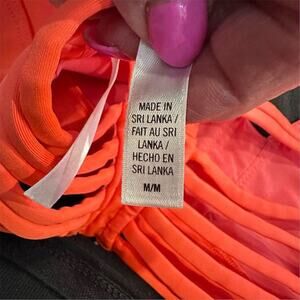 MADE IN
SRI LANKA /
FAIT AU SRI
LANKA /
HECHO EN
SRI LANKA
M/M